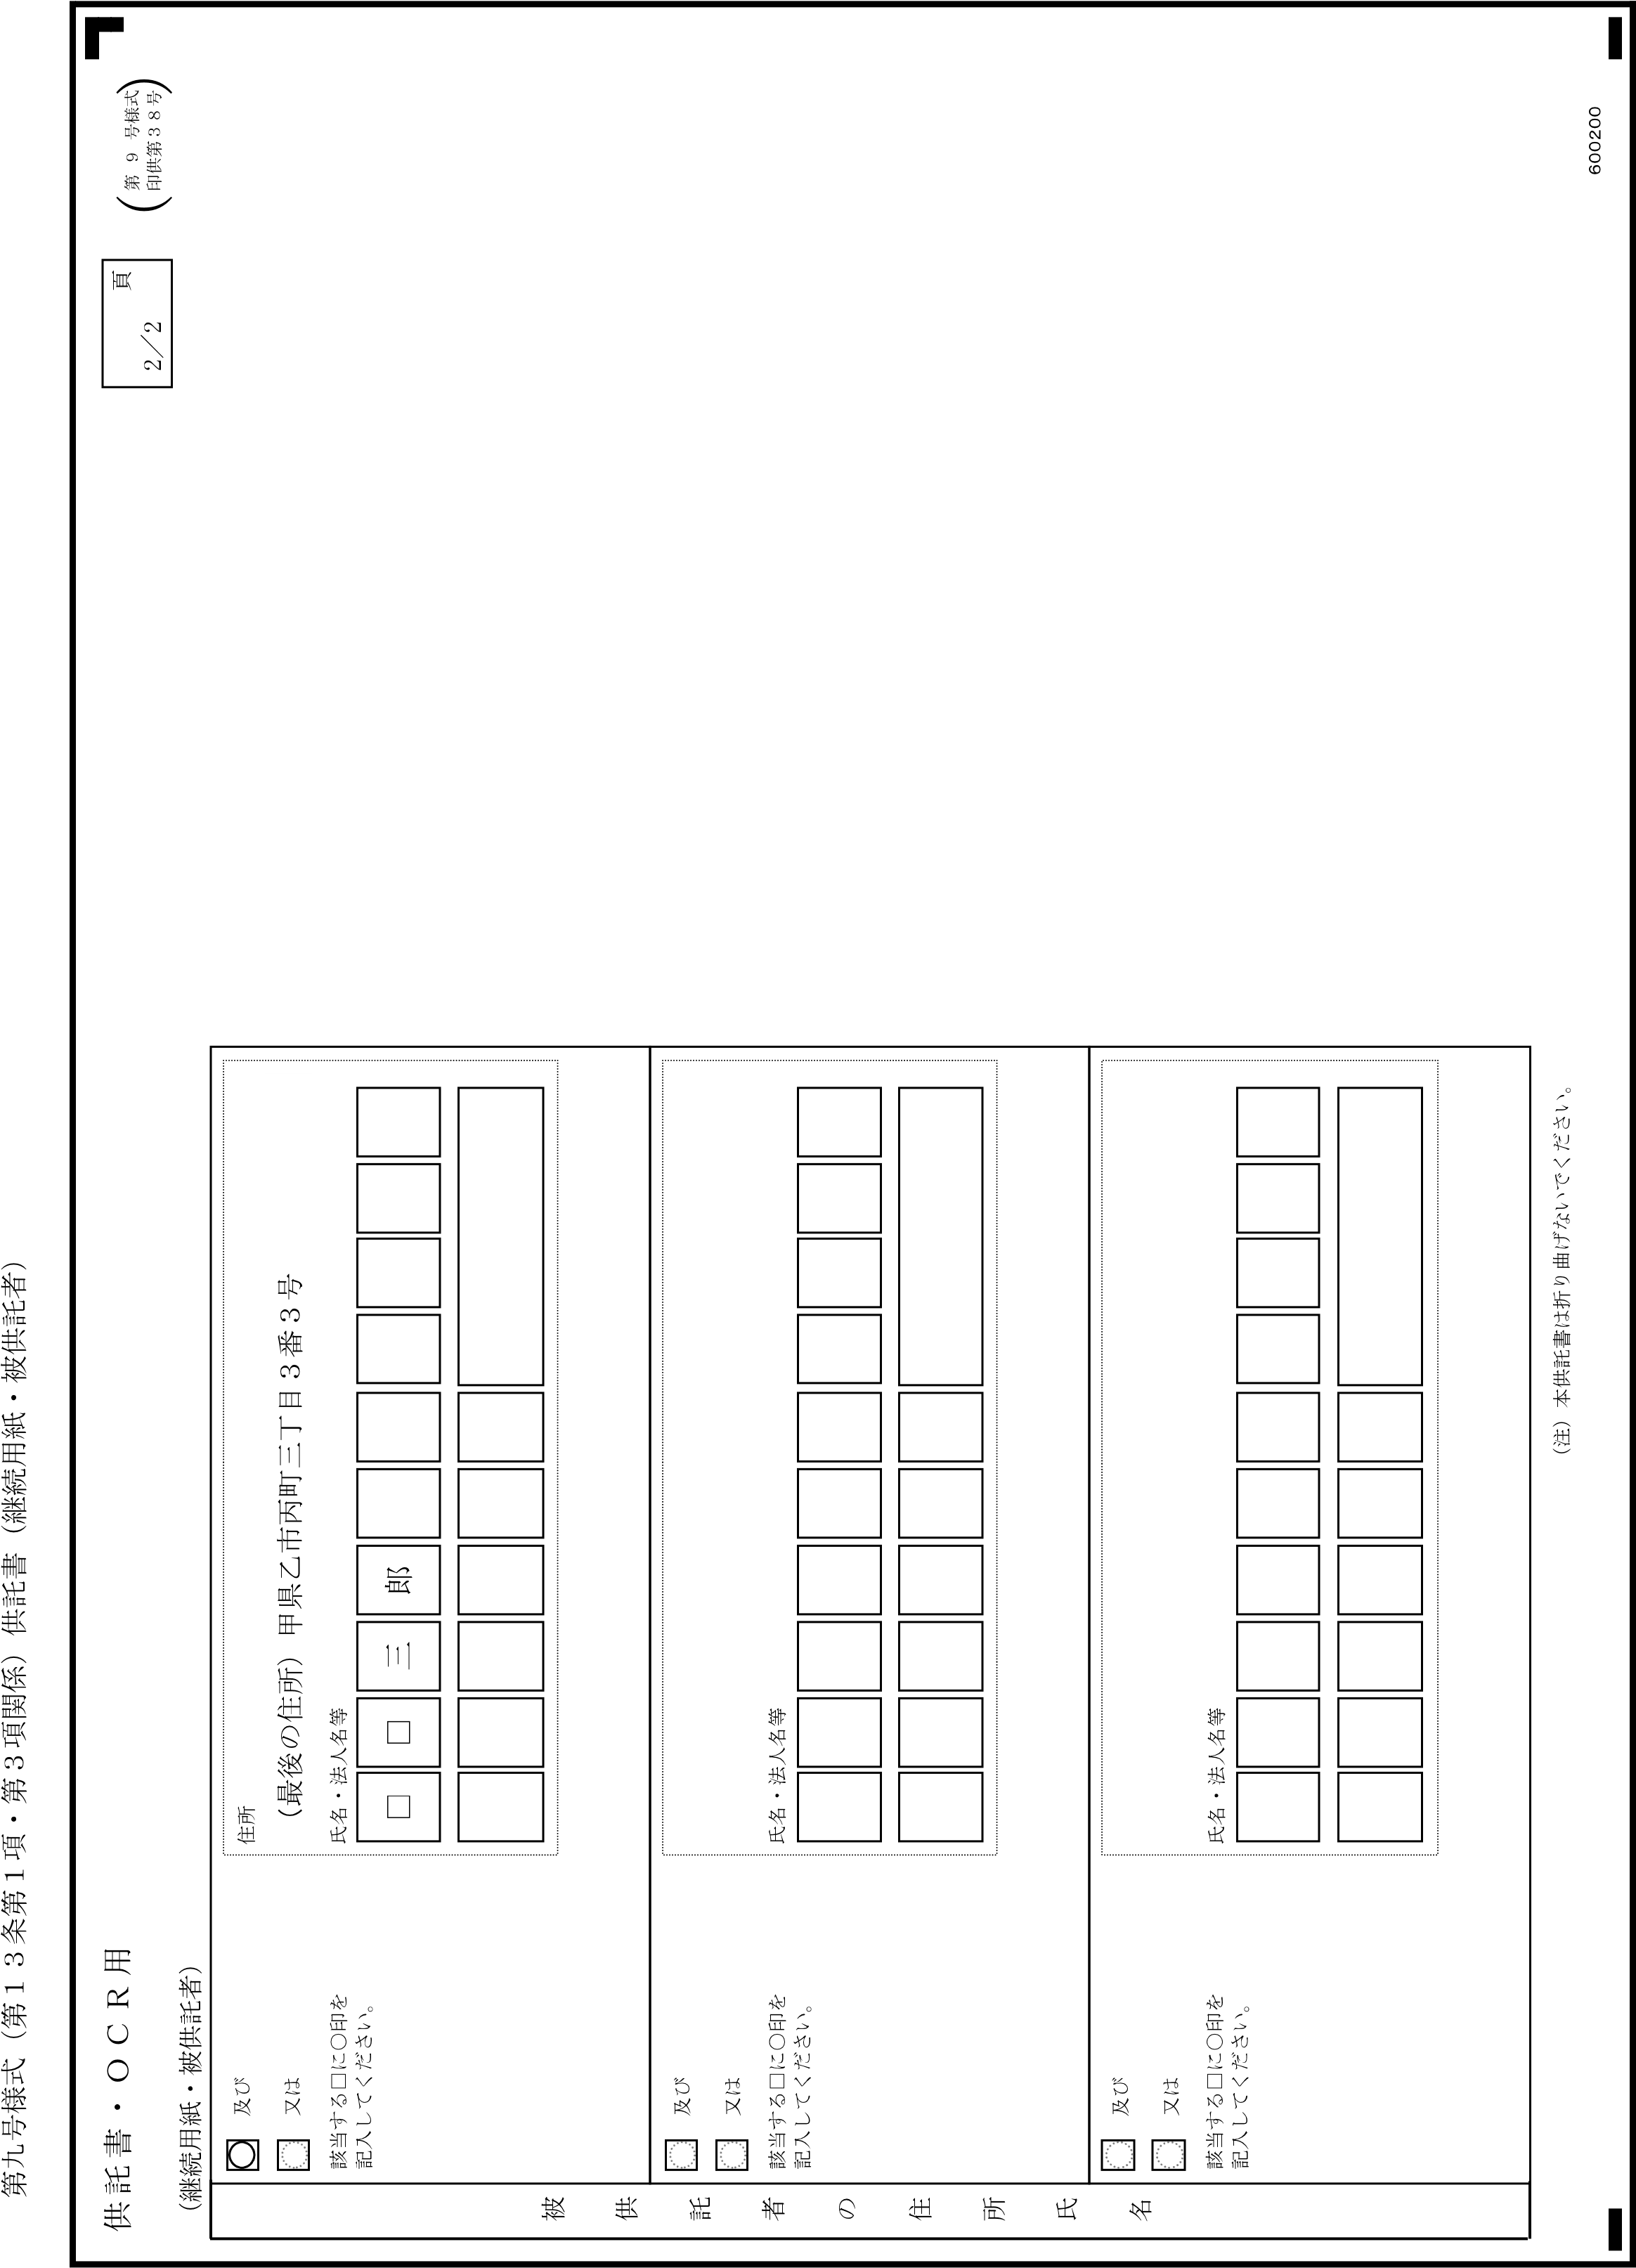 第九号様式（第１３条第１項・第３項関係）供託書（継続用紙・被供託者）
供託書・ＯＣＲ用
（継続用紙・被供託者）
2／2
頁
（第 9 号様式
印供第３８号）
被供託者の住所氏名
及び
又は
該当する□に○印を
記入してください。
住所
（最後の住所）甲県乙市丙町三丁目３番３号
氏名・法人名等
□□三郎
及び
又は
該当する□に○印を
記入してください。
氏名・法人名等
及び
又は
該当する□に○印を
記入してください。
氏名・法人名等
（注）本供託書は折り曲げないでください。
600200